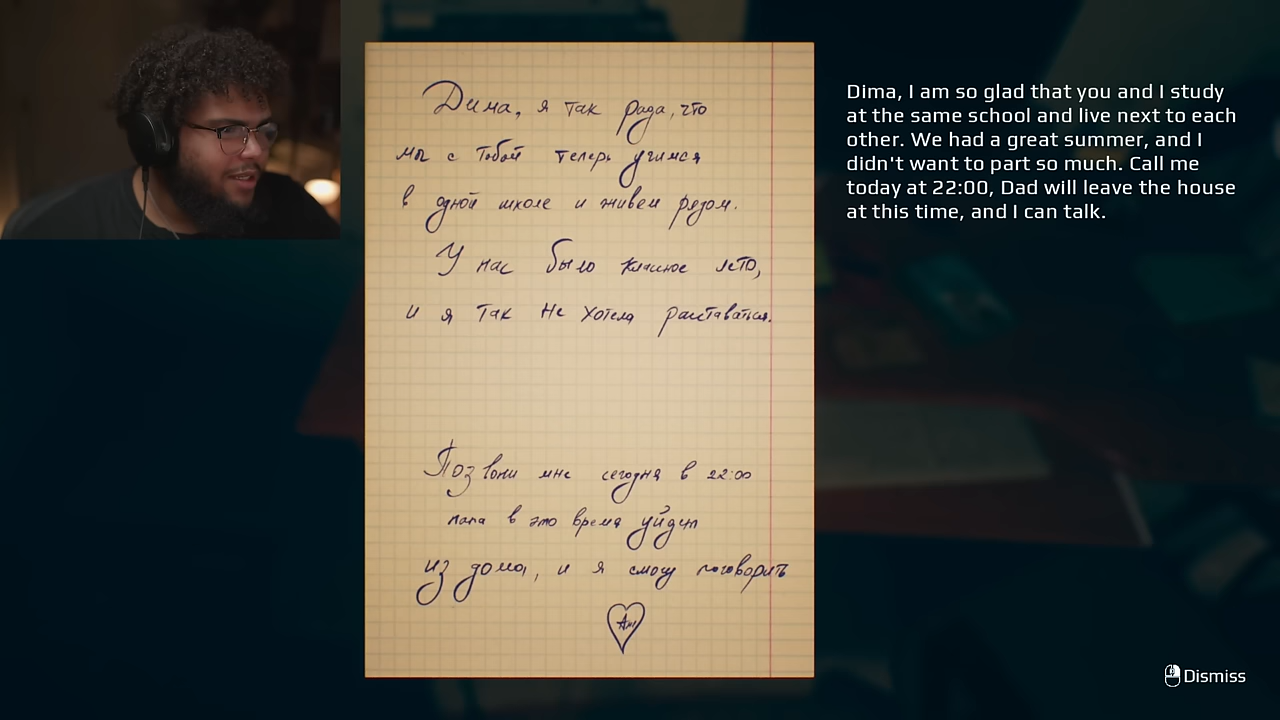 Дима, я так рада, что
мы с тобой теперь учимся
в одной школе и живем рядом.
У нас было классное лето,
и я так не хотела расставаться.
Позвони мне сегодня в 22:00
папа в это время уйдет
из дома, и я смогу поговорить
Dima, I am so glad that you and I study
at the same school and live next to each
other. We had a great summer, and I
didn't want to part so much. Call me
today at 22:00, Dad will leave the house
at this time, and I can talk.
Dismiss